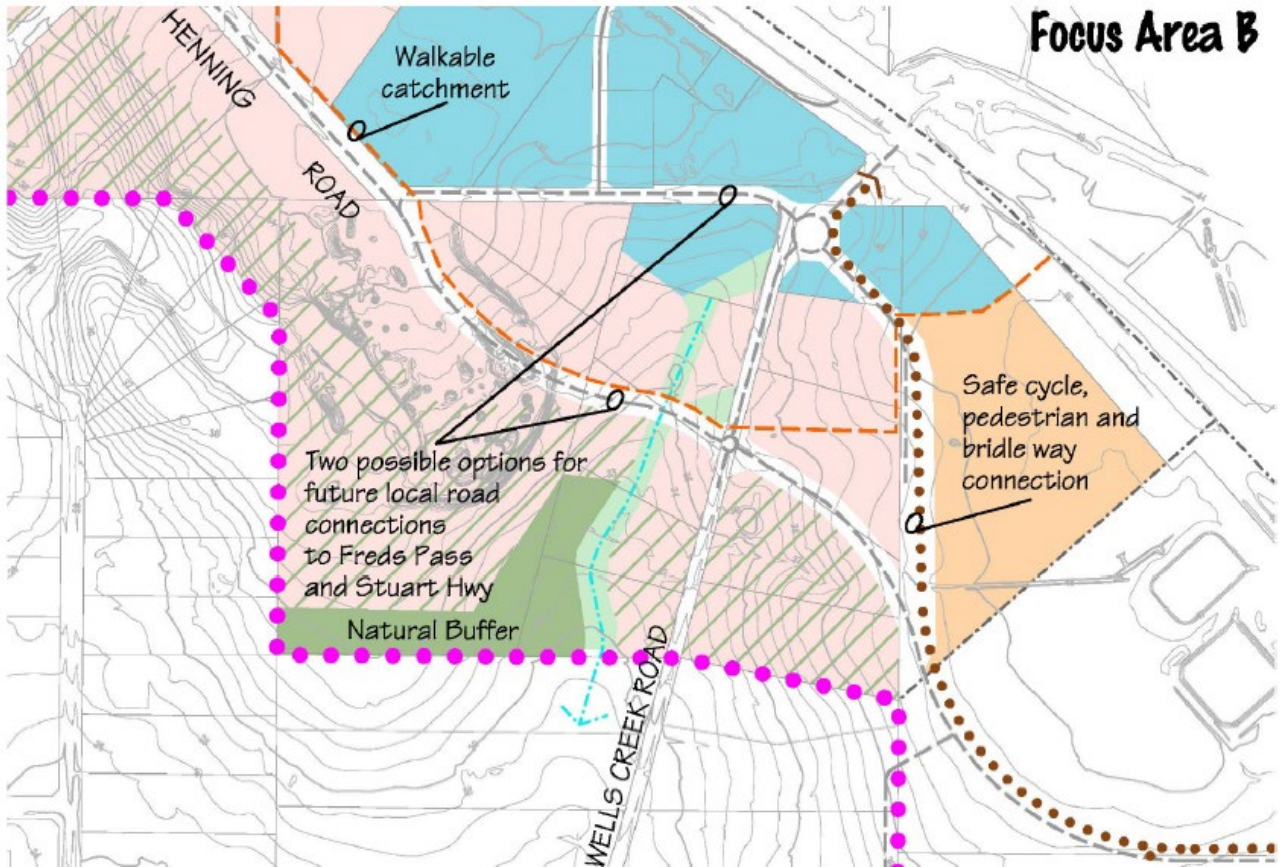 Focus Area B
HENNING
ROAD
Walkable
catchment
Safe cycle,
pedestrian and
bridle way
connection
Two possible options for
future local road
connections
to Freds Pass
and Stuart Hwy
Natural Buffer
WELLS CREEK ROAD